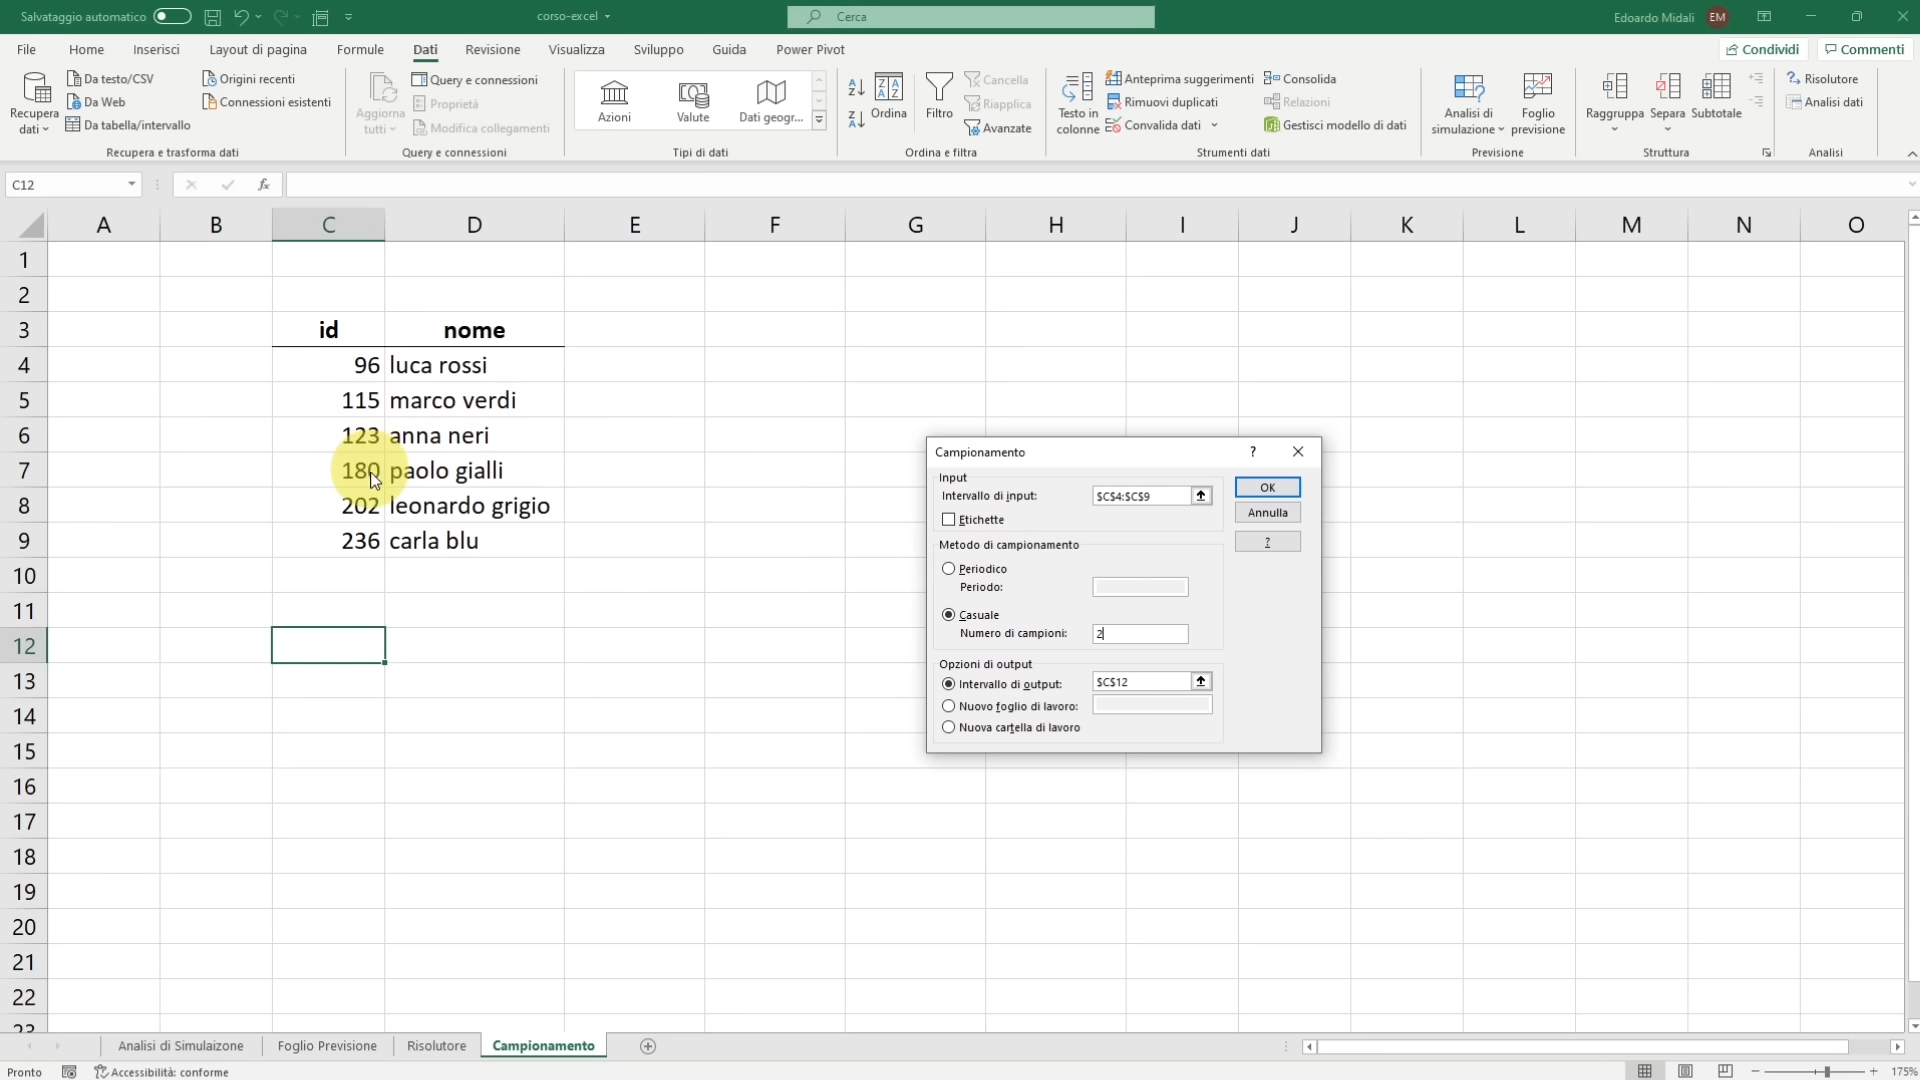 Salvataggio automatico
corso-excel
Cerca
Edoardo Midali EM
File Home Inserisci Layout di pagina Formule Dati Revisione Visualizza Sviluppo Guida Power Pivot
Condividi Commenti
Recupera dati
Da testo/CSV
Da Web
Da tabella/intervallo
Origini recenti
Connessioni esistenti
Recupera e trasforma dati
Aggiorna tutti
Query e connessioni
Proprietà
Modifica collegamenti
Query e connessioni
Azioni Valute Dati geogr...
Tipi di dati
Ordina
Filtro
Cancella
Riapplica
Avanzate
Ordina e filtra
Testo in colonne
Anteprima suggerimenti
Rimuovi duplicati
Convalida dati
Consolida
Relazioni
Gestisci modello di dati
Strumenti dati
Analisi di simulazione
Foglio previsione
Previsione
Raggruppa Separa Subtotale
Struttura
Risolutore
Analisi dati
Analisi
C12
fx
A B C D E F G H I J K L M N O
1
2
3 id nome
4 96 luca rossi
5 115 marco verdi
6 123 anna neri
7 180 paolo gialli
8 202 leonardo grigio
9 236 carla blu
10
11
12
13
14
15
16
17
18
19
20
21
22
23
Campionamento ?
Input
Intervallo di input: $C$4:$C$9
Etichette
Metodo di campionamento
Periodico
Periodo:
Casuale
Numero di campioni: 2
Opzioni di output
Intervallo di output: $C$12
Nuovo foglio di lavoro:
Nuova cartella di lavoro
OK
Annulla
?
Analisi di Simulaizone Foglio Previsione Risolutore Campionamento
Pronto Accessibilità: conforme 175%